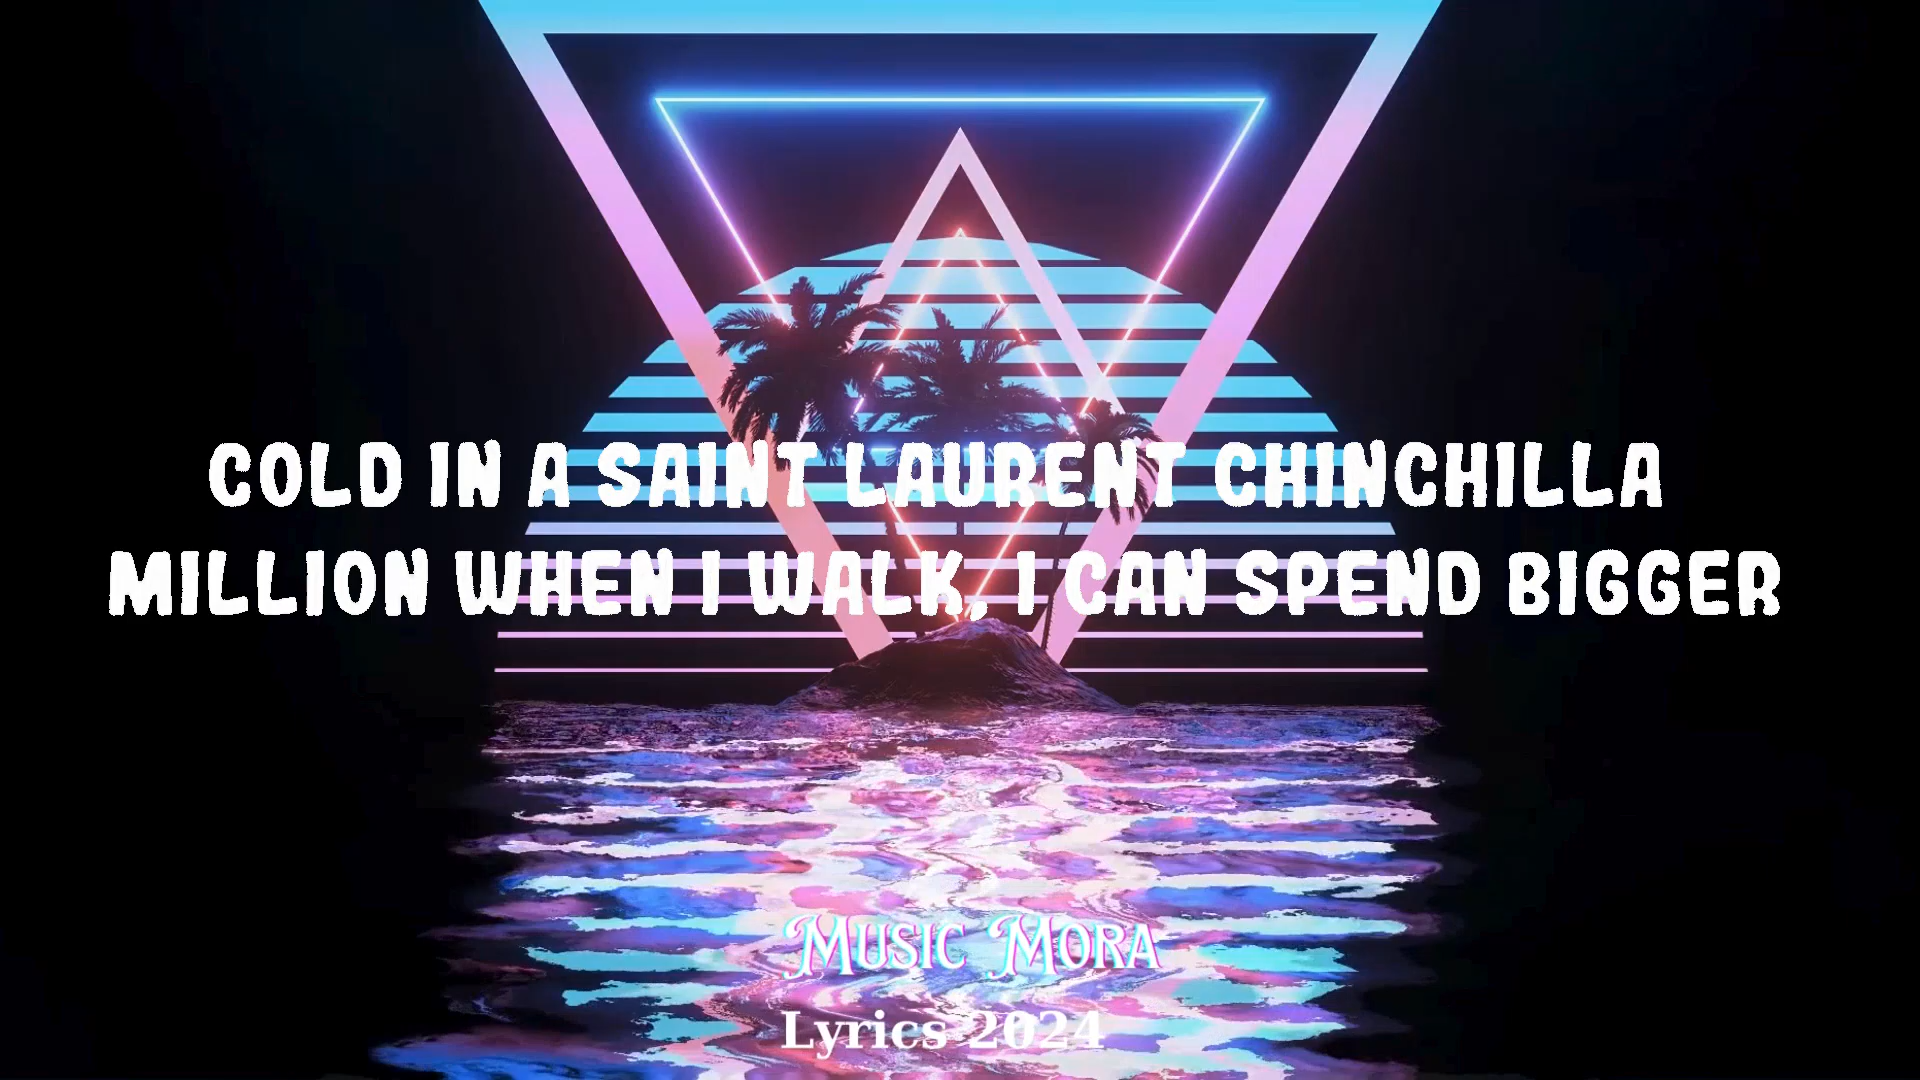 COLD IN A SAINT LAURENT CHINCHILLA
MILLION WHEN I WALK, I CAN SPEND BIGGER
MUSIC MORA
Lyrics 2024